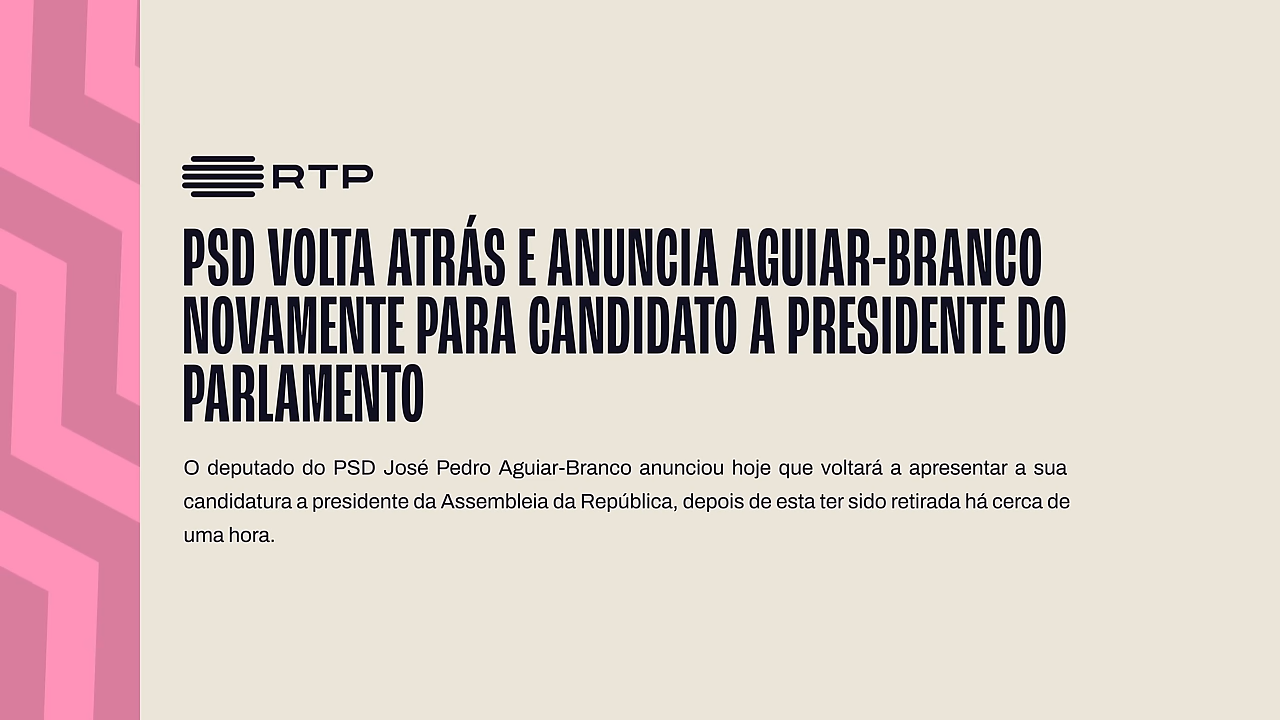 RTP
PSD VOLTA ATRÁS E ANUNCIA AGUIAR-BRANCO
NOVAMENTE PARA CANDIDATO A PRESIDENTE DO
PARLAMENTO
O deputado do PSD José Pedro Aguiar-Branco anunciou hoje que voltará a apresentar a sua
candidatura a presidente da Assembleia da República, depois de esta ter sido retirada há cerca de
uma hora.